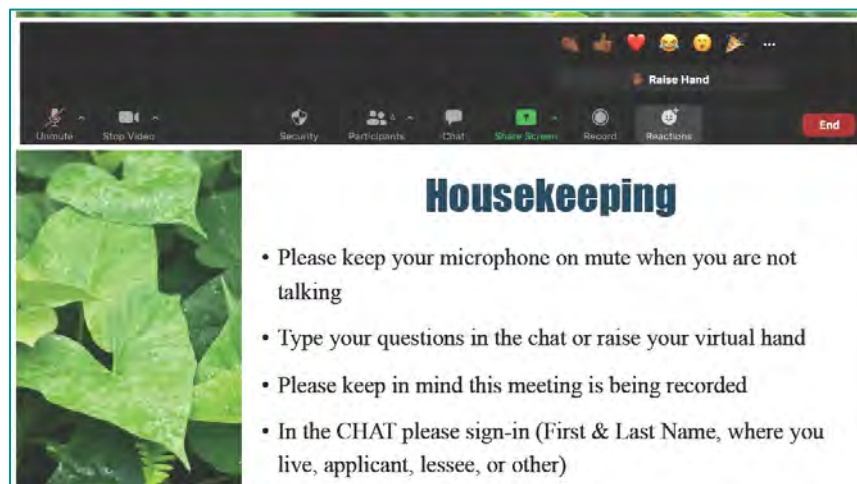 Raise Hand
Unmute Stop Video Security Participants 4 Chat Share Screen Record Reactions End
Housekeeping
• Please keep your microphone on mute when you are not
talking
• Type your questions in the chat or raise your virtual hand
• Please keep in mind this meeting is being recorded
• In the CHAT please sign-in (First & Last Name, where you
live, applicant, lessee, or other)